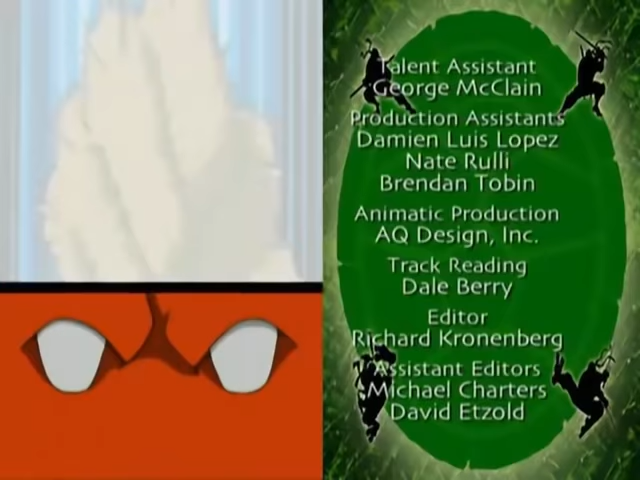 Talent Assistant
George McClain
Production Assistants
Damien Luis Lopez
Nate Rulli
Brendan Tobin
Animatic Production
AQ Design, Inc.
Track Reading
Dale Berry
Editor
Richard Kronenberg
Assistant Editors
Michael Charters
David Etzold